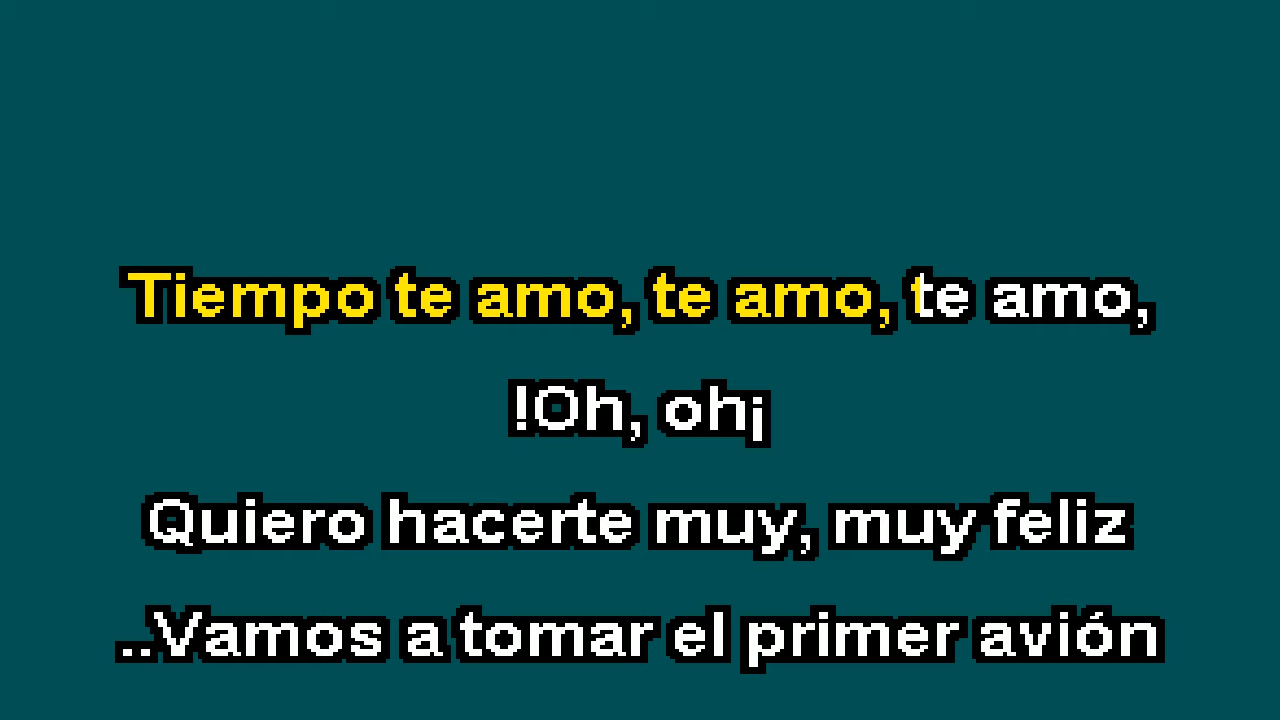 Tiempo te amo, te amo, te amo,
!Oh, oh¡
Quiero hacerte muy, muy feliz
..Vamos a tomar el primer avión